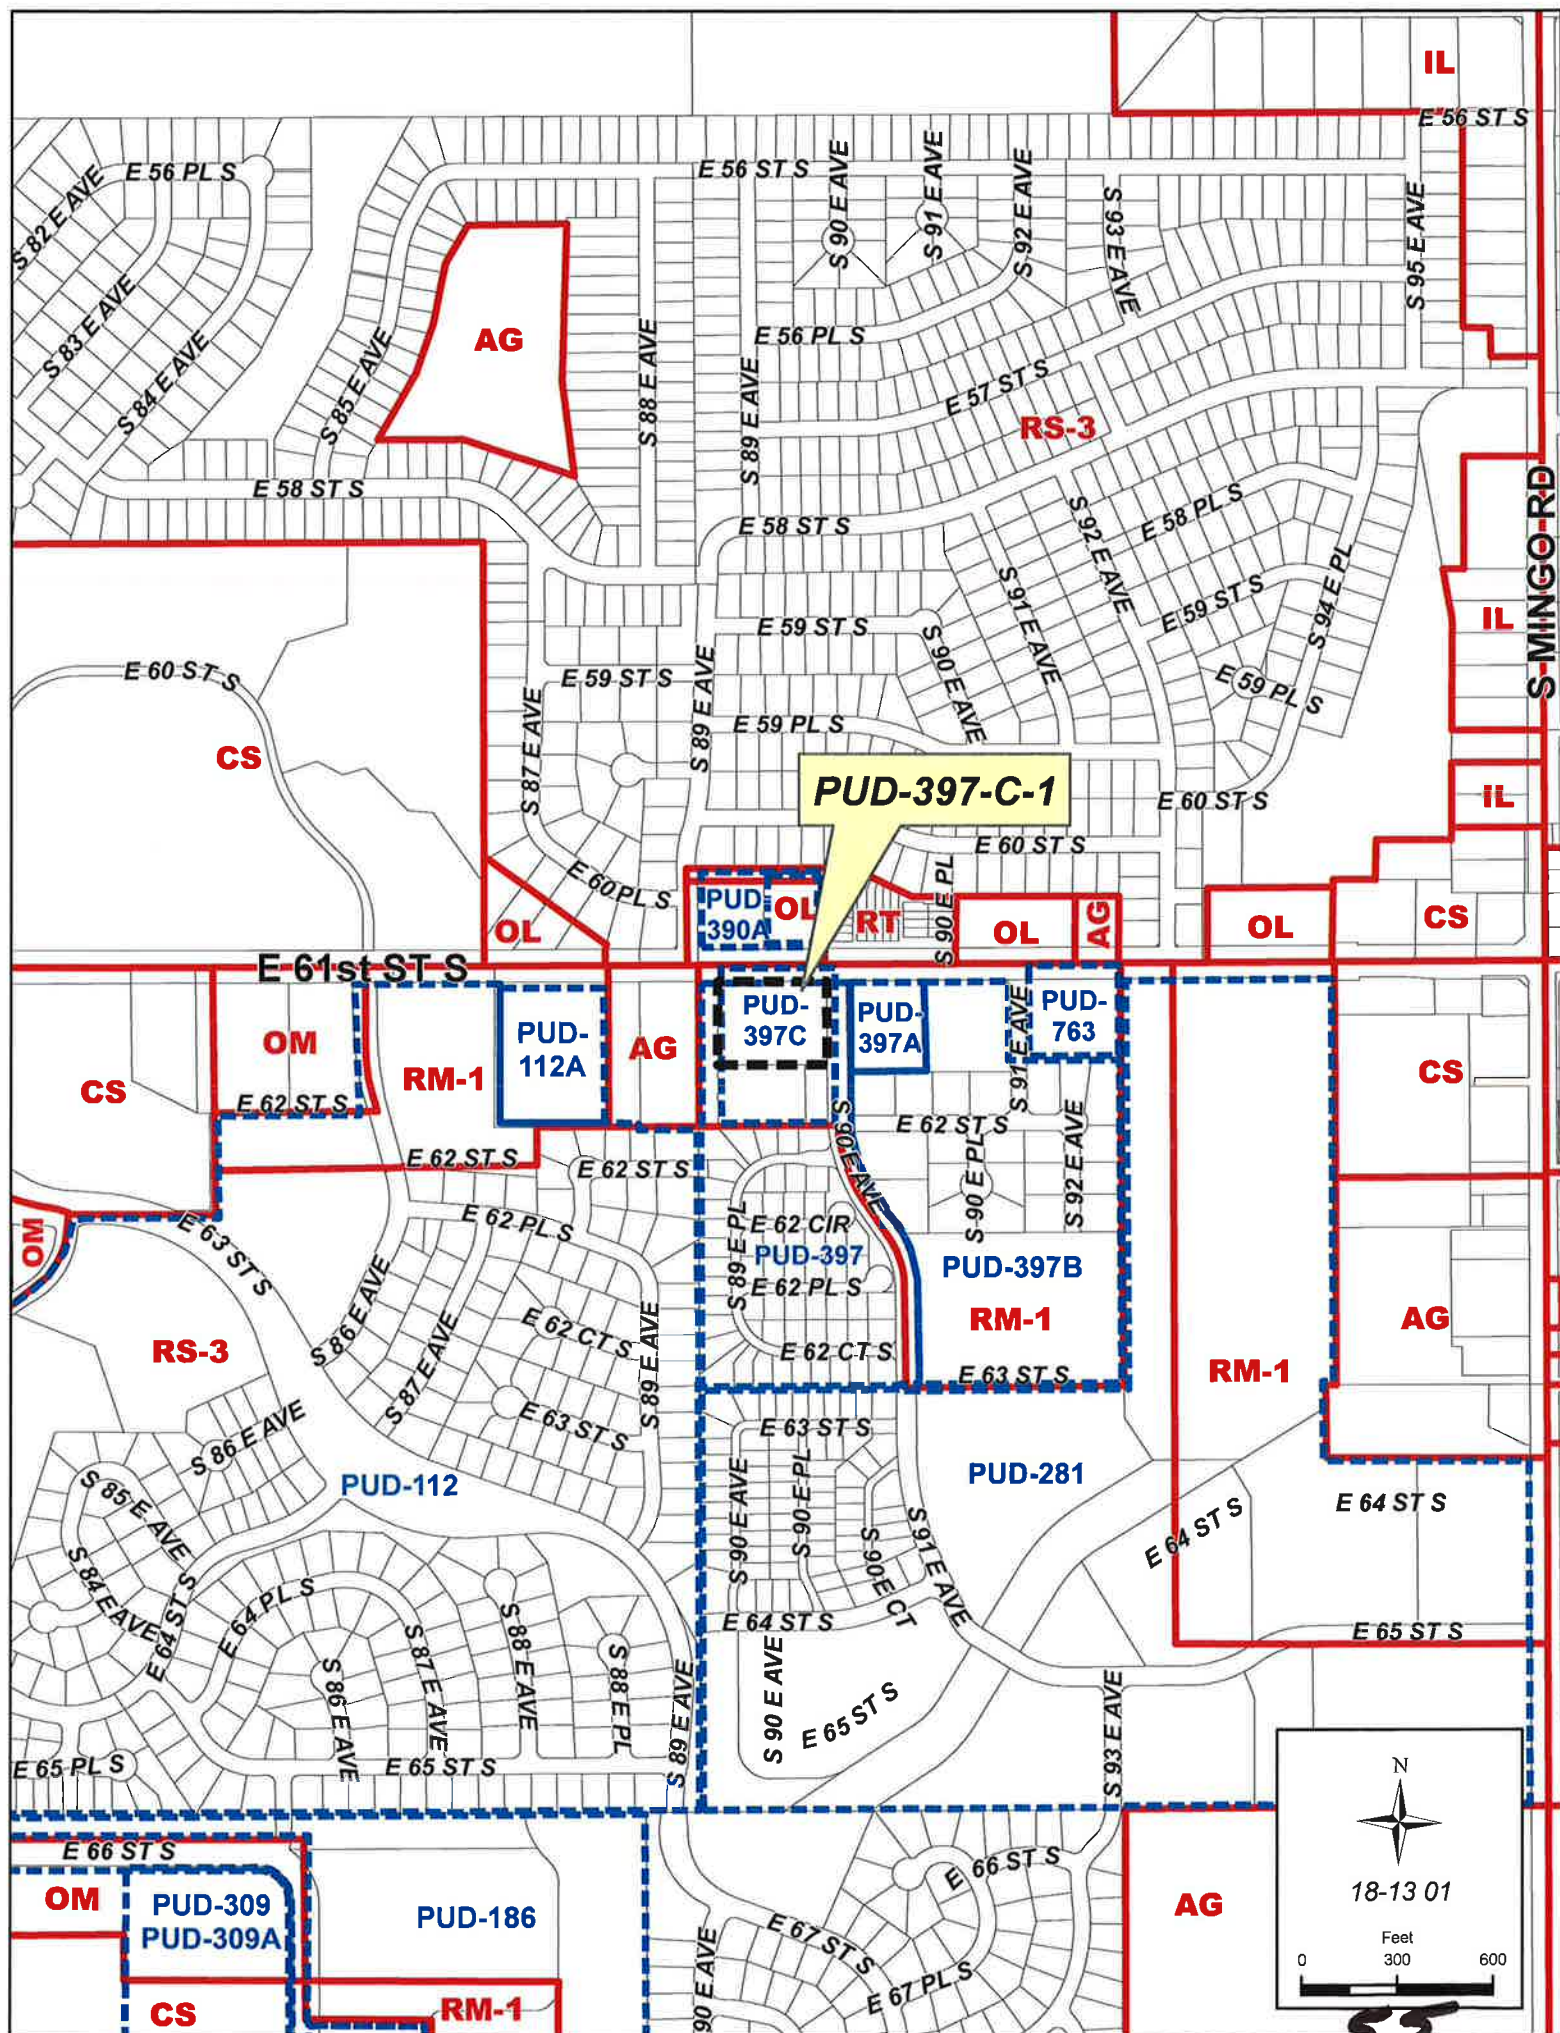 IL
E 56 ST S
E 56 PL S
E 56 ST S
S 82 E AVE
S 90 E AVE
S 91 E AVE
S 92 E AVE
S 93 E AVE
S 95 E AVE
S 83 E AVE
S 84 E AVE
S 85 E AVE
AG
S 88 E AVE
S 89 E AVE
E 56 PL S
E 57 ST S
RS-3
E 58 ST S
E 58 ST S
S 92 E AVE
E 58 PL S
S MINGO RD
S 91 E AVE
E 59 ST S
S 94 E PL
IL
E 59 ST S
S 90 E AVE
E 60 ST S
E 59 ST S
S 89 E AVE
E 59 PL S
S 87 E AVE
E 59 PL S
CS
PUD-397-C-1
E 60 ST S
IL
E 60 ST S
E 60 PL S
S 90 E PL
PUD
390A
OL
RT
OL
OL
AG
OL
CS
E 61st ST S
OM
PUD-
112A
AG
PUD-
397C
PUD-
397A
S 91 E AVE
PUD-
763
CS
RM-1
CS
E 62 ST S
E 62 ST S
E 62 ST S
S 90 E AVE
E 62 ST S
S 90 E PL
S 92 E AVE
OM
E 63 ST S
E 62 PL S
S 89 E PL
E 62 CIR
PUD-397
E 62 PL S
E 62 CT S
PUD-397B
RM-1
E 63 ST S
RS-3
S 86 E AVE
S 87 E AVE
E 62 CT S
S 89 E AVE
E 63 ST S
AG
RM-1
S 86 E AVE
PUD-112
E 63 ST S
S 90 E AVE
S 90 E PL
S 90 E CT
S 91 E AVE
PUD-281
E 64 ST S
E 64 ST S
S 85 E AVE
S 84 E AVE
E 64 ST S
E 64 PL S
S 86 E AVE
S 87 E AVE
S 88 E AVE
S 88 E PL
S 89 E AVE
E 64 ST S
S 90 E AVE
E 65 ST S
E 65 ST S
S 93 E AVE
E 65 PL S
E 65 ST S
E 66 ST S
OM
PUD-309
PUD-309A
PUD-186
CS
RM-1
90 E AVE
E 66 ST S
E 67 ST S
E 67 PL S
AG
N
18-13 01
Feet
0 300 600